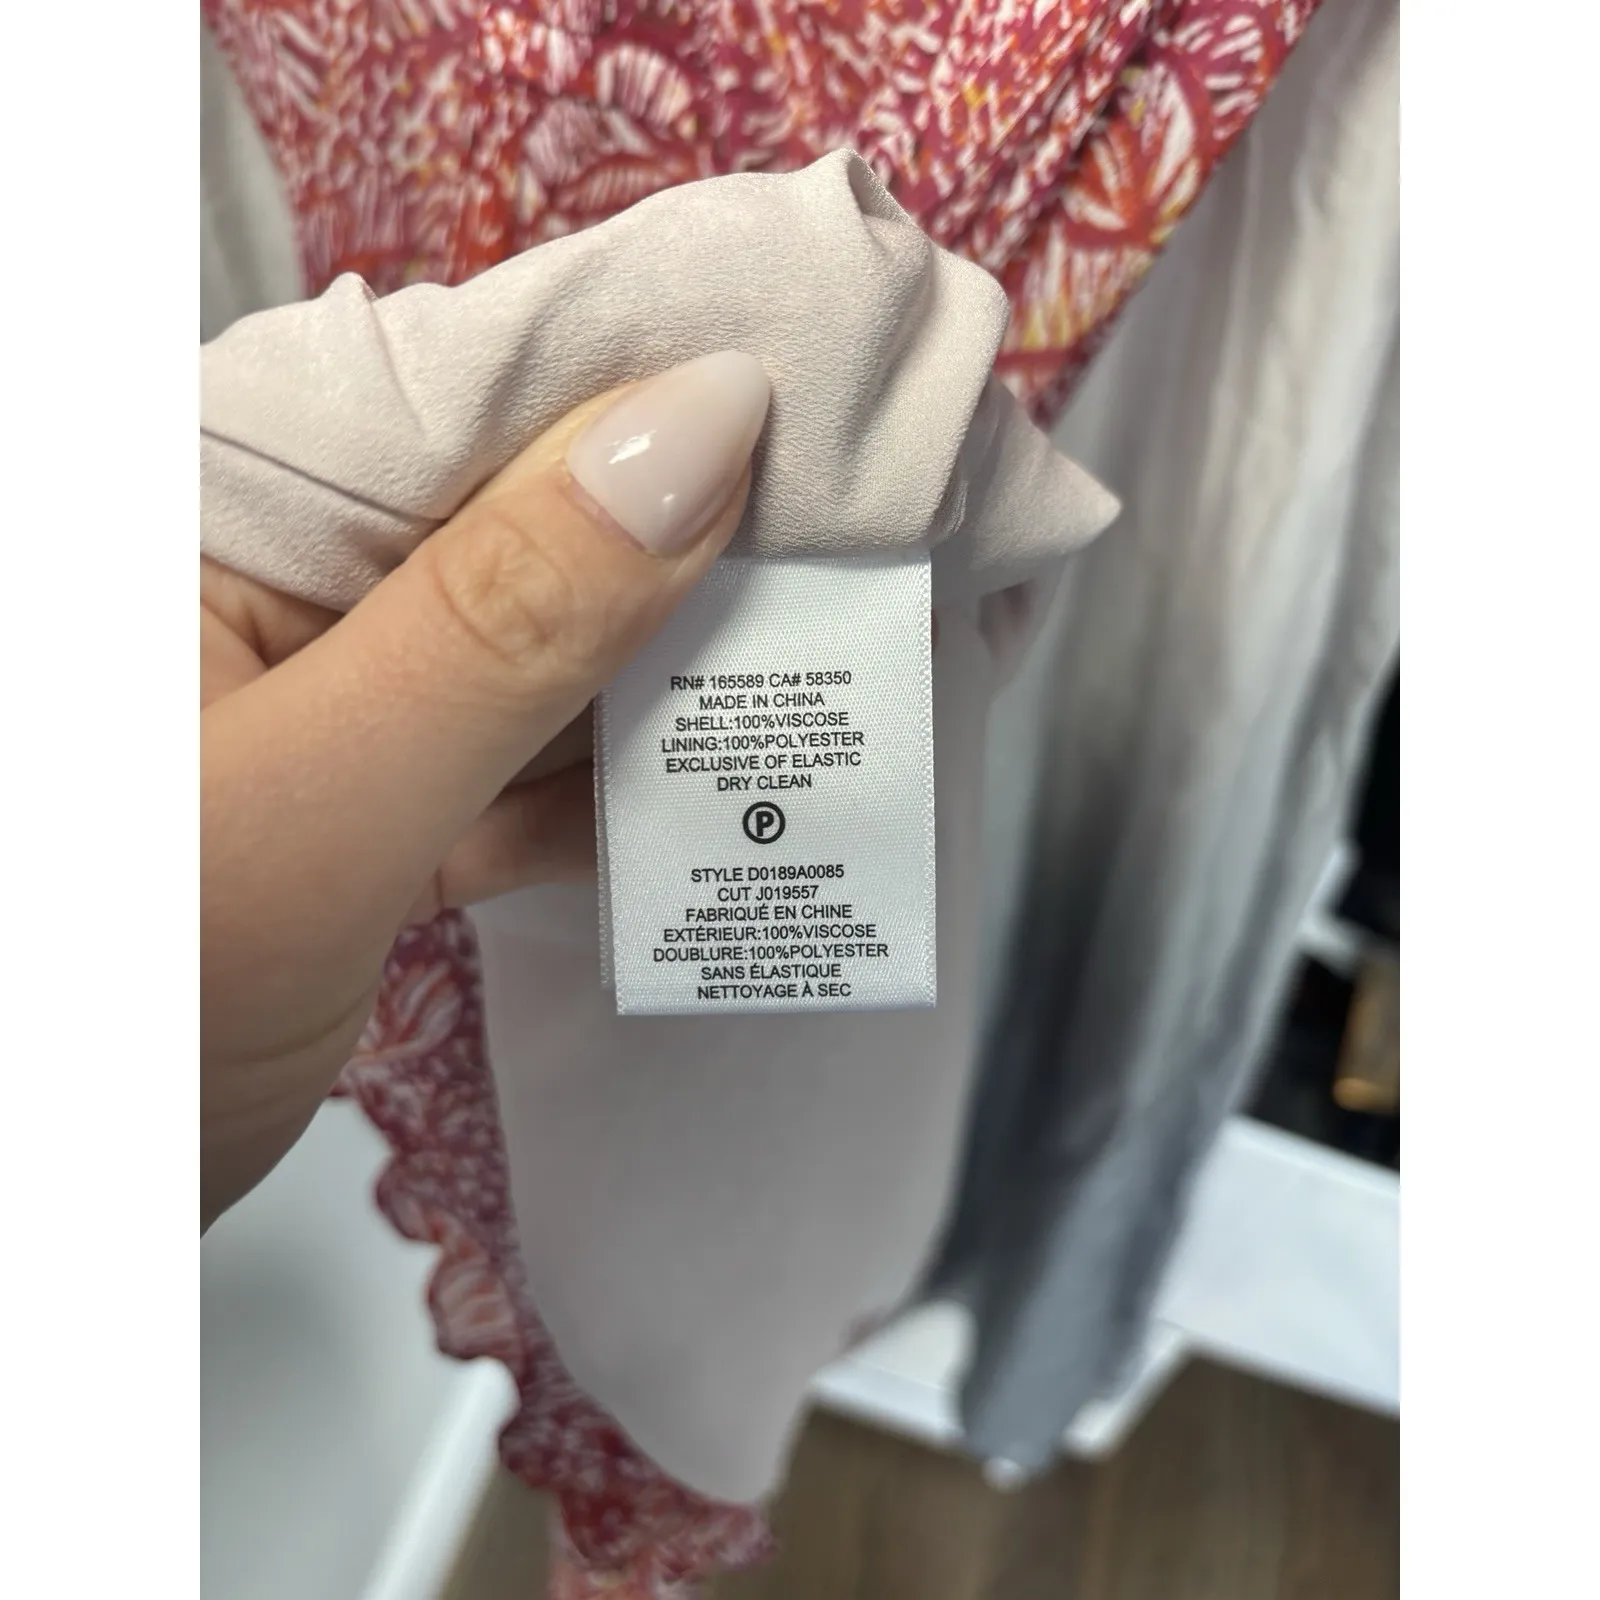 RN# 165589 CA# 58350
MADE IN CHINA
SHELL:100%VISCOSE
LINING:100%POLYESTER
EXCLUSIVE OF ELASTIC
DRY CLEAN
P
STYLE D0189A0085
CUT J019557
FABRIQUÉ EN CHINE
EXTÉRIEUR:100%VISCOSE
DOUBLURE:100%POLYESTER
SANS ÉLASTIQUE
NETTOYAGE À SEC